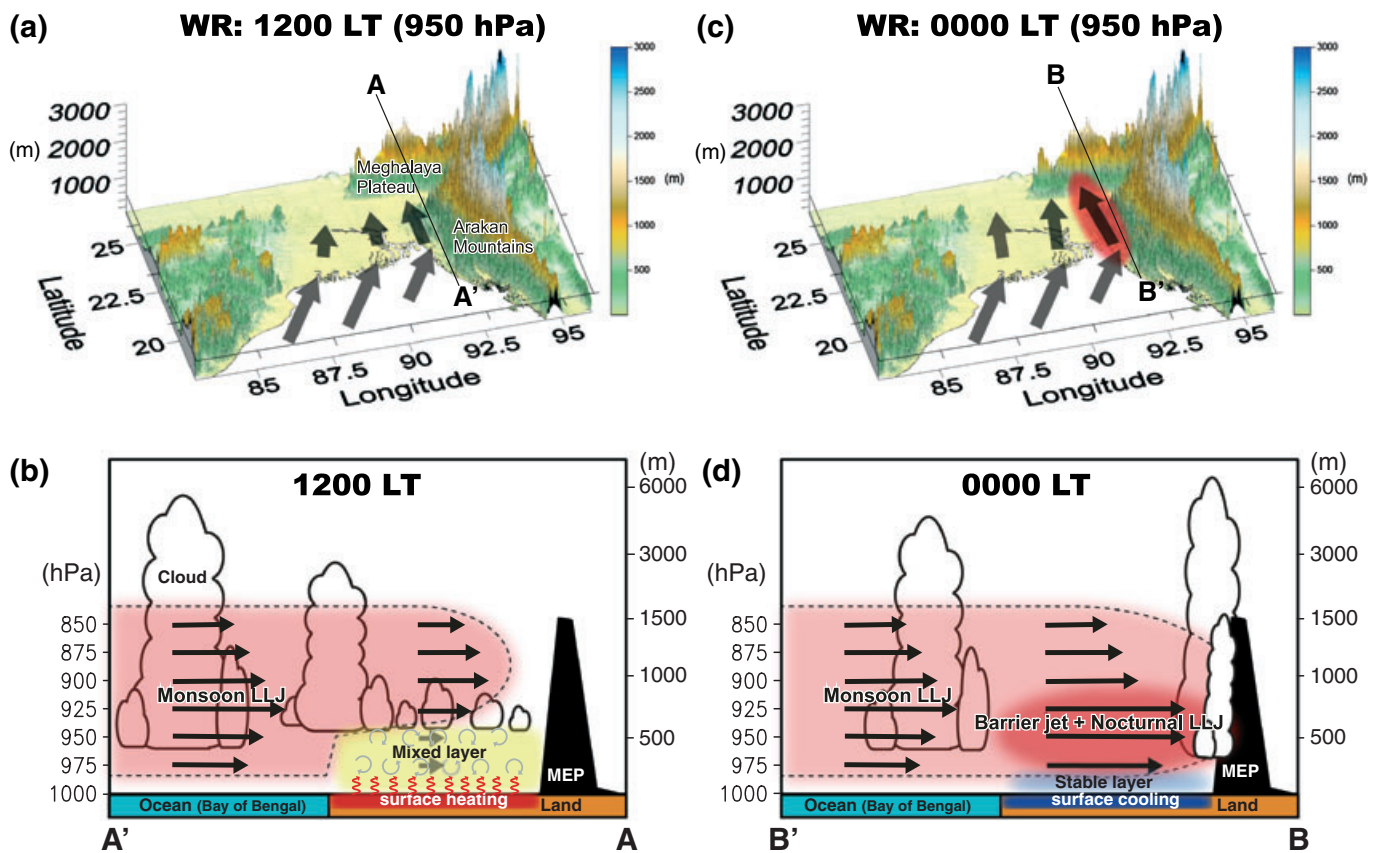 (a)
WR: 1200 LT (950 hPa)
A
3000
2000
1000
(m)
Meghalaya
Plateau
Arakan
Mountains
A’
25
22.5
20
Latitude
85
87.5
90
92.5
95
Longitude
3000
2500
2000
1500
(m)
1000
500
(c)
WR: 0000 LT (950 hPa)
B
3000
2000
1000
(m)
B’
25
22.5
20
Latitude
85
87.5
90
92.5
95
Longitude
3000
2500
2000
1500
(m)
1000
500
(b)
1200 LT
(m)
6000
3000
1500
1000
500
(hPa)
850
875
900
925
950
975
1000
Cloud
Monsoon LLJ
Mixed layer
MEP
surface heating
Ocean (Bay of Bengal)
Land
A’
A
(d)
0000 LT
(m)
6000
3000
1500
1000
500
(hPa)
850
875
900
925
950
975
1000
Monsoon LLJ
Barrier jet + Nocturnal LLJ
MEP
Stable layer
surface cooling
Ocean (Bay of Bengal)
Land
B’
B